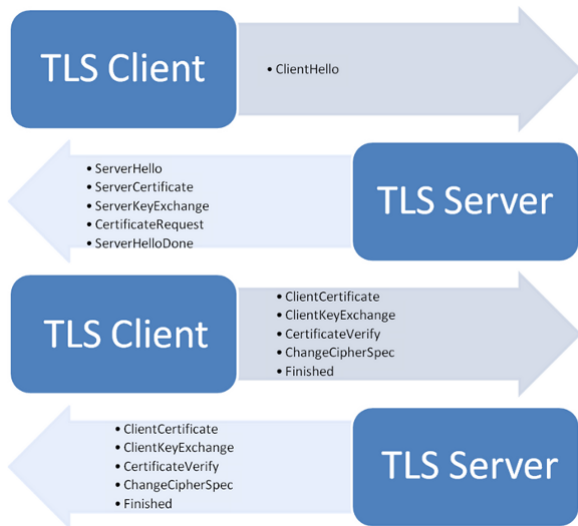 TLS Client
• ClientHello
• ServerHello
• ServerCertificate
• ServerKeyExchange
• CertificateRequest
• ServerHelloDone
TLS Server
TLS Client
• ClientCertificate
• ClientKeyExchange
• CertificateVerify
• ChangeCipherSpec
• Finished
• ClientCertificate
• ClientKeyExchange
• CertificateVerify
• ChangeCipherSpec
• Finished
TLS Server